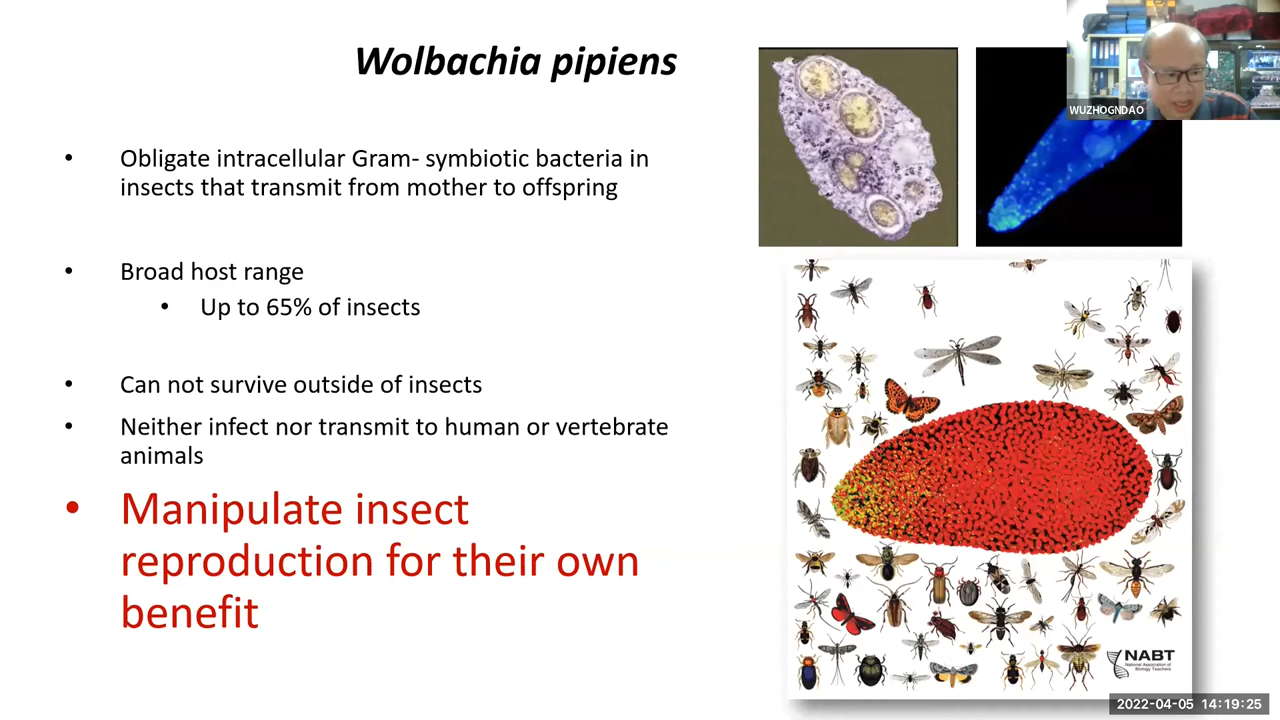 Wolbachia pipiens
• Obligate intracellular Gram- symbiotic bacteria in
insects that transmit from mother to offspring
• Broad host range
• Up to 65% of insects
• Can not survive outside of insects
• Neither infect nor transmit to human or vertebrate
animals
• Manipulate insect
reproduction for their own
benefit
WUZHOGNDAO
NABT
National Association of
Biology Teachers
2022-04-05 14:19:25